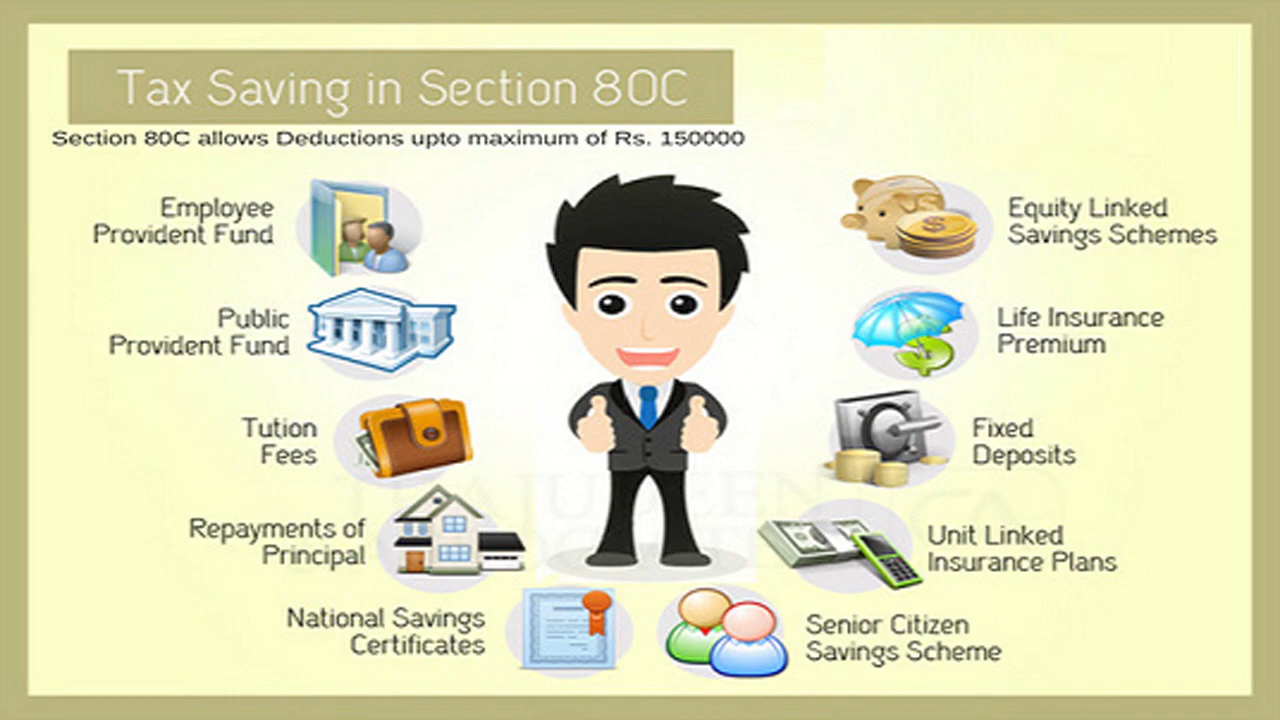 Tax Saving in Section 80C
Section 80C allows Deductions upto maximum of Rs. 150000
Employee
Provident Fund
Public
Provident Fund
Tution
Fees
Repayments of
Principal
National Savings
Certificates
Equity Linked
Savings Schemes
Life Insurance
Premium
Fixed
Deposits
Unit Linked
Insurance Plans
Senior Citizen
Savings Scheme